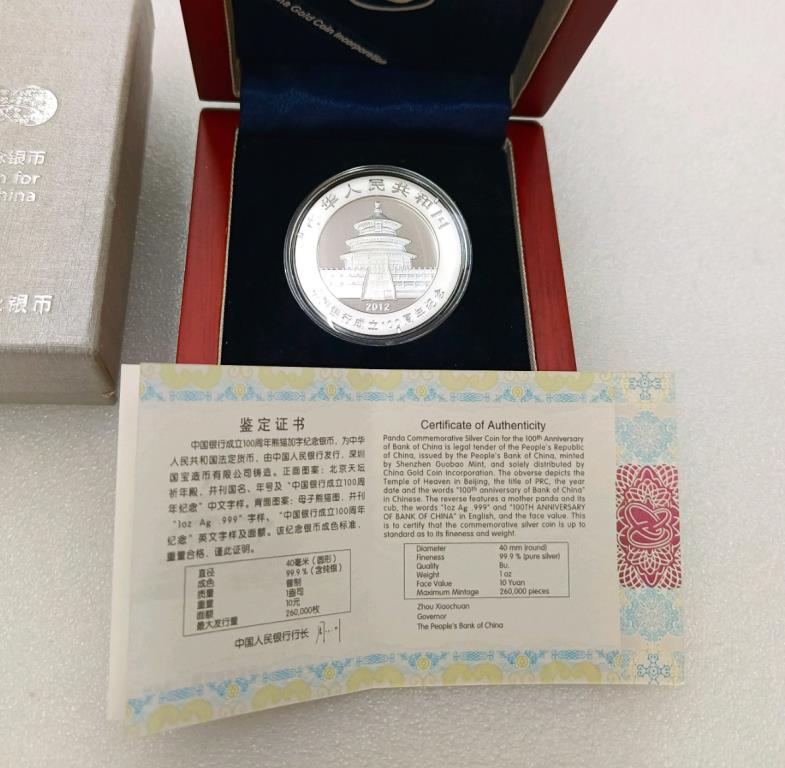 Gold Coin Incorporation
念银币
n for
hina
银币
中华人民共和国
2012
中国银行成立100周年纪念
鉴定证书
中国银行成立100周年熊猫加字纪念银币，为中华
人民共和国法定货币，由中国人民银行发行，深圳
国宝造币有限公司铸造。正面图案：北京天坛
祈年殿，并刊国名、年号及“中国银行成立100周
年纪念”中文字样。背面图案：母子熊猫图，并刊
“1oz Ag .999”字样、“中国银行成立100周年
纪念”英文字样及面额。该纪念银币成色标准，
重量合格，谨此证明。
直径 40毫米（圆形）
成色 99.9%（含纯银）
质量 普制
重量 1盎司
面额 10元
最大发行量 260,000枚
中国人民银行行长
Certificate of Authenticity
Panda Commemorative Silver Coin for the 100th Anniversary
of Bank of China is legal tender of the People's Republic
of China, issued by the People's Bank of China, minted
by Shenzhen Guobao Mint, and solely distributed by
China Gold Coin Incorporation. The obverse depicts the
Temple of Heaven in Beijing, the title of PRC, the year
date and the words "100th anniversary of Bank of China"
in Chinese. The reverse features a mother panda and its
cub, the words "1oz Ag .999" and "100TH ANNIVERSARY
OF BANK OF CHINA" in English, and the face value. This
is to certify that the commemorative silver coin is up to
standard as to its fineness and weight.
Diameter 40 mm (round)
Fineness 99.9 % (pure silver)
Quality Bu.
Weight 1 oz
Face Value 10 Yuan
Maximum Mintage 260,000 pieces
Zhou Xiaochuan
Governor
The People's Bank of China